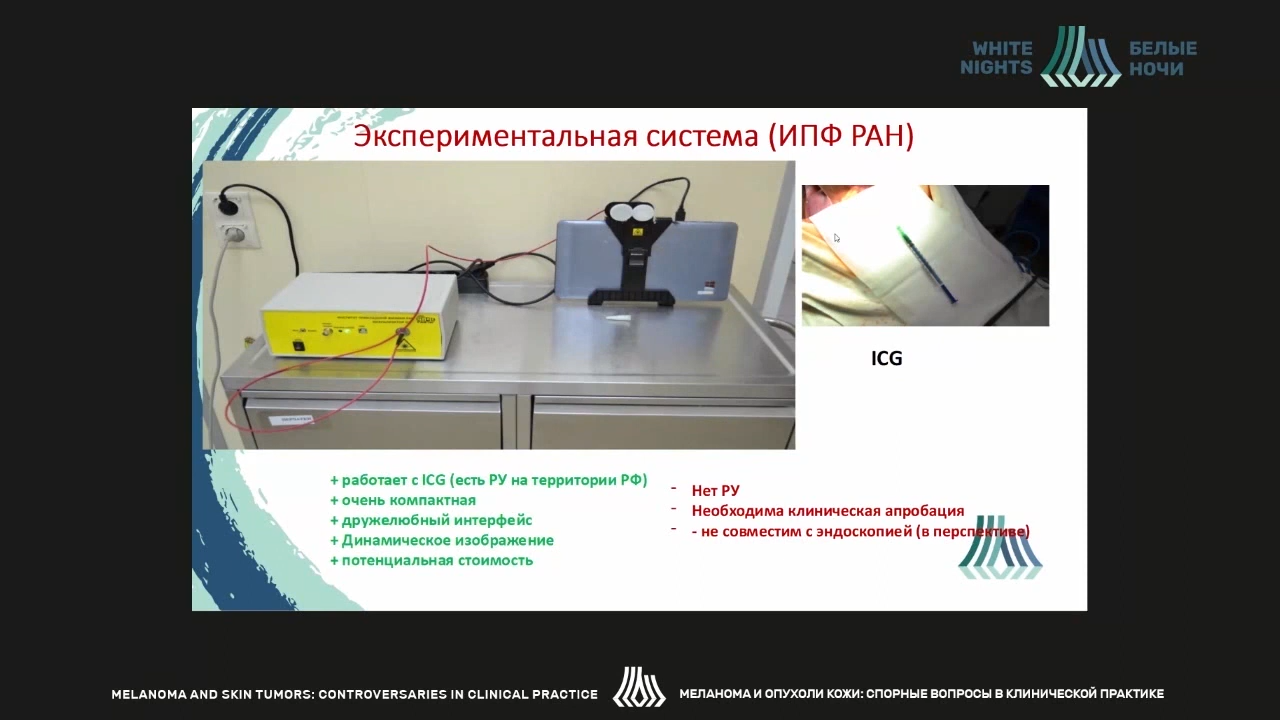 WHITE
NIGHTS
БЕЛЫЕ
НОЧИ
Экспериментальная система (ИПФ РАН)
ICG
+ работает с ICG (есть РУ на территории РФ)
+ очень компактная
+ дружелюбный интерфейс
+ Динамическое изображение
+ потенциальная стоимость
- Нет РУ
- Необходима клиническая апробация
- - не совместим с эндоскопией (в перспективе)
MELANOMA AND SKIN TUMORS: CONTROVERSARIES IN CLINICAL PRACTICE
МЕЛАНОМА И ОПУХОЛИ КОЖИ: СПОРНЫЕ ВОПРОСЫ В КЛИНИЧЕСКОЙ ПРАКТИКЕ